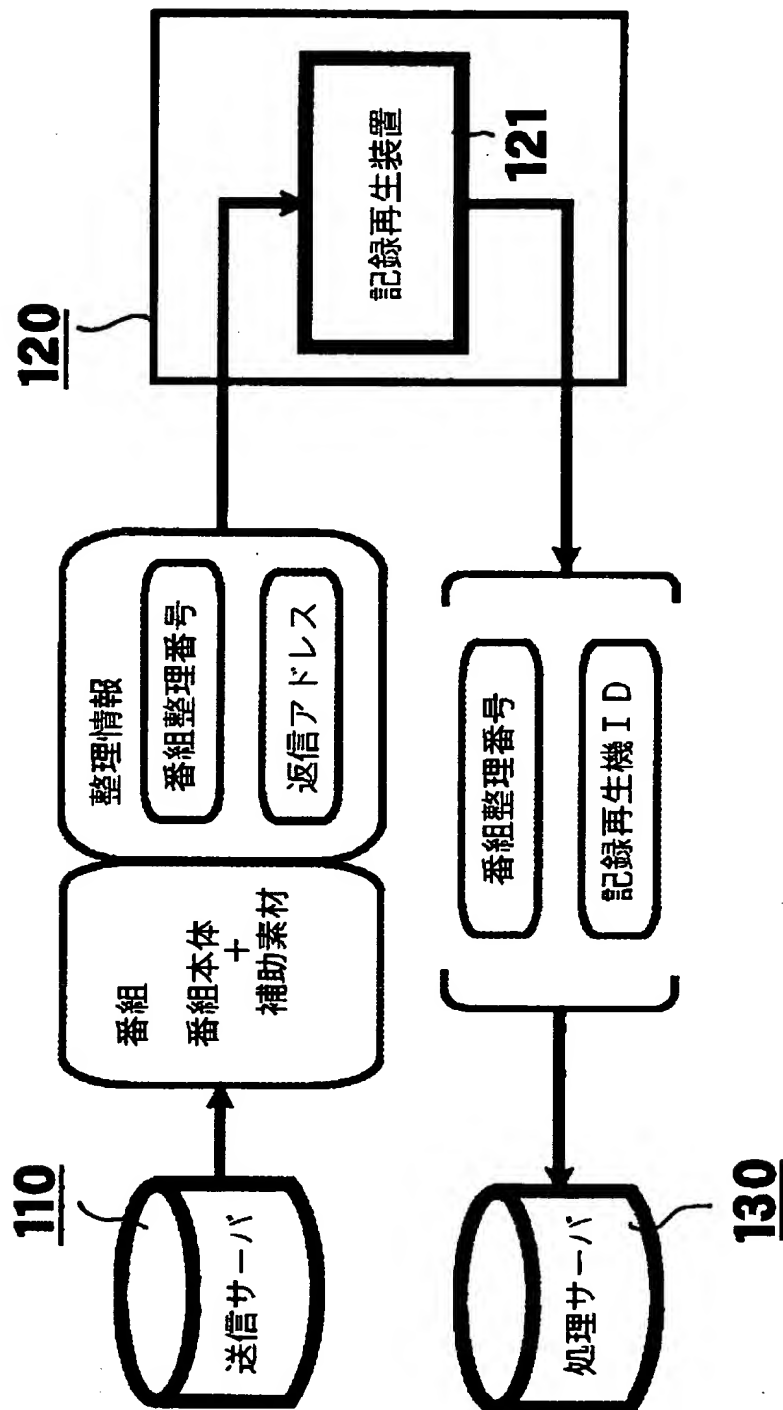 110
送信サーバ
番組
番組本体
+
補助素材
整理情報
番組整理番号
返信アドレス
120
記録再生装置
121
番組整理番号
記録再生機ID
処理サーバ
130